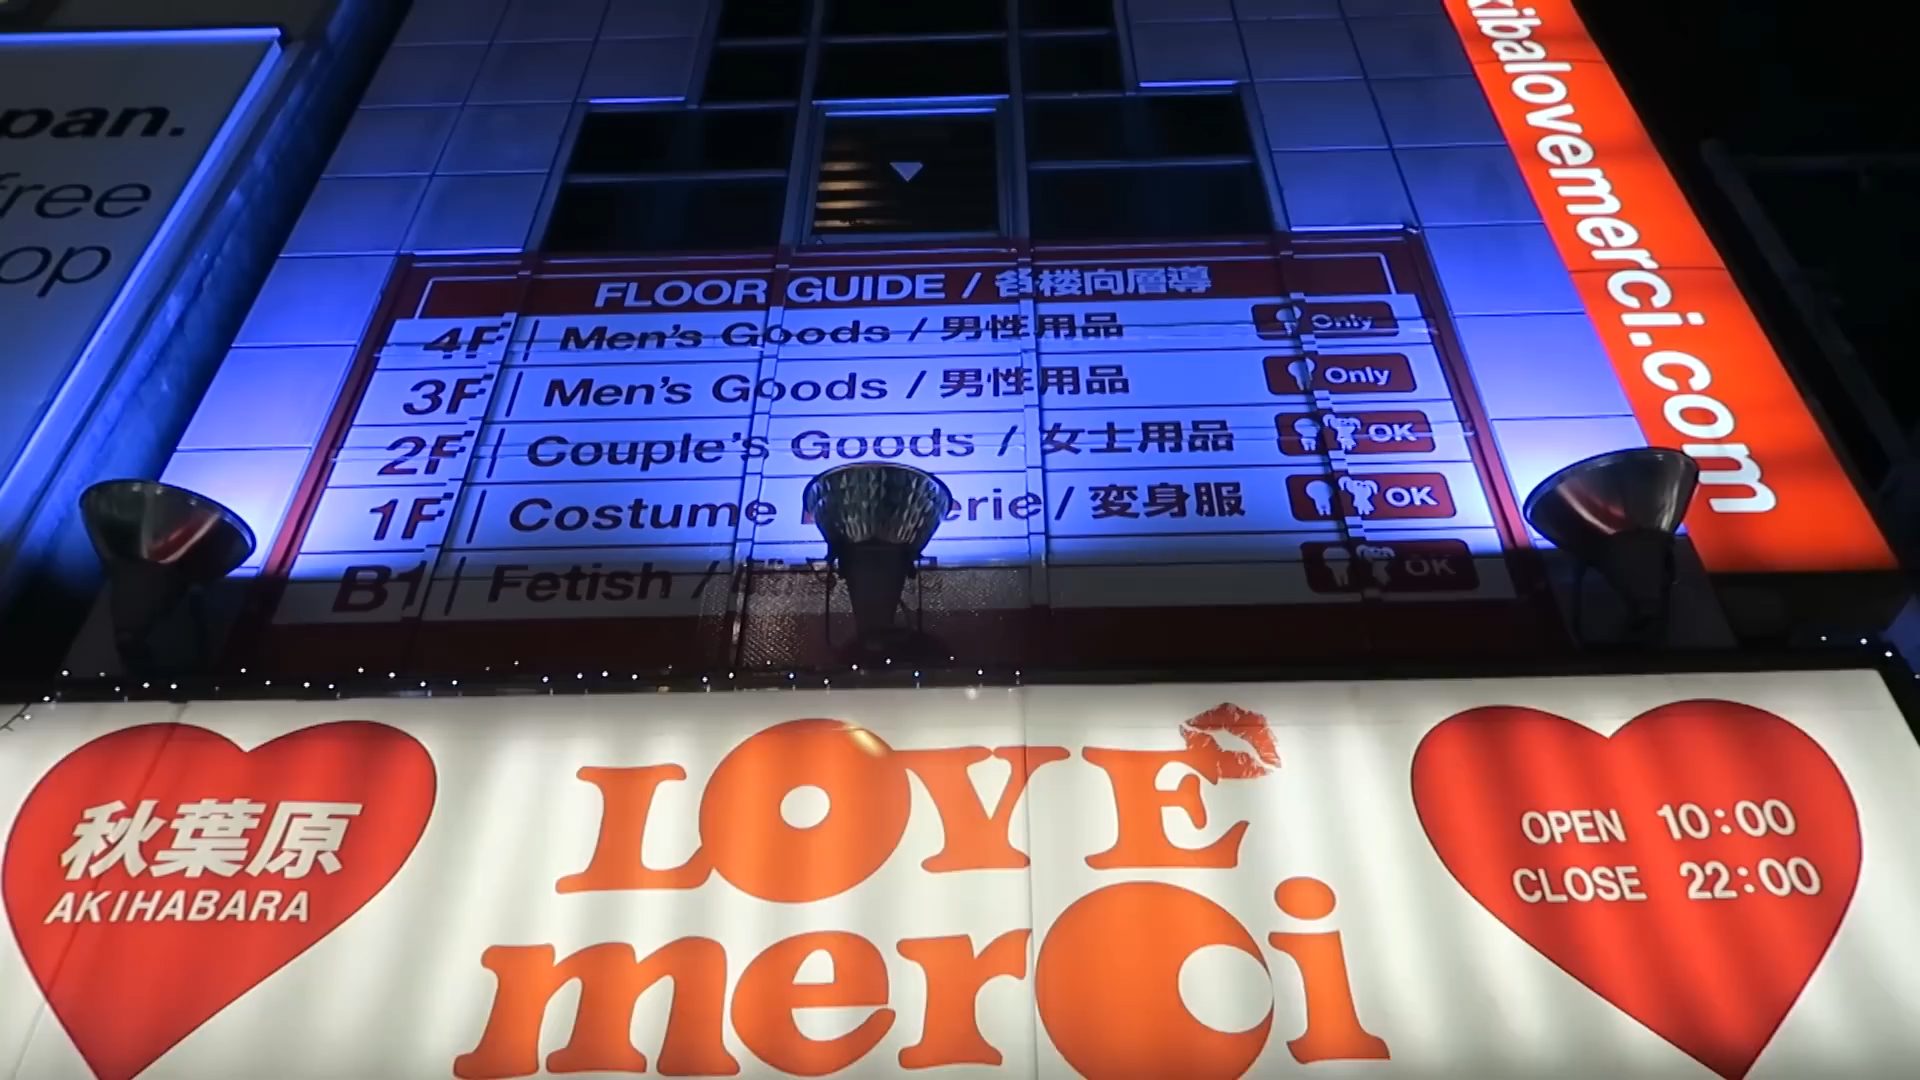 pan.
free
op
kibalovemerci.com
FLOOR GUIDE / 各楼向層導
4F | Men's Goods / 男性用品 Only
3F | Men's Goods / 男性用品 Only
2F | Couple's Goods / 女士用品 OK
1F | Costume erie / 変身服 OK
B1 | Fetish / OK
秋葉原
AKIHABARA
LOVE
merci
OPEN 10:00
CLOSE 22:00